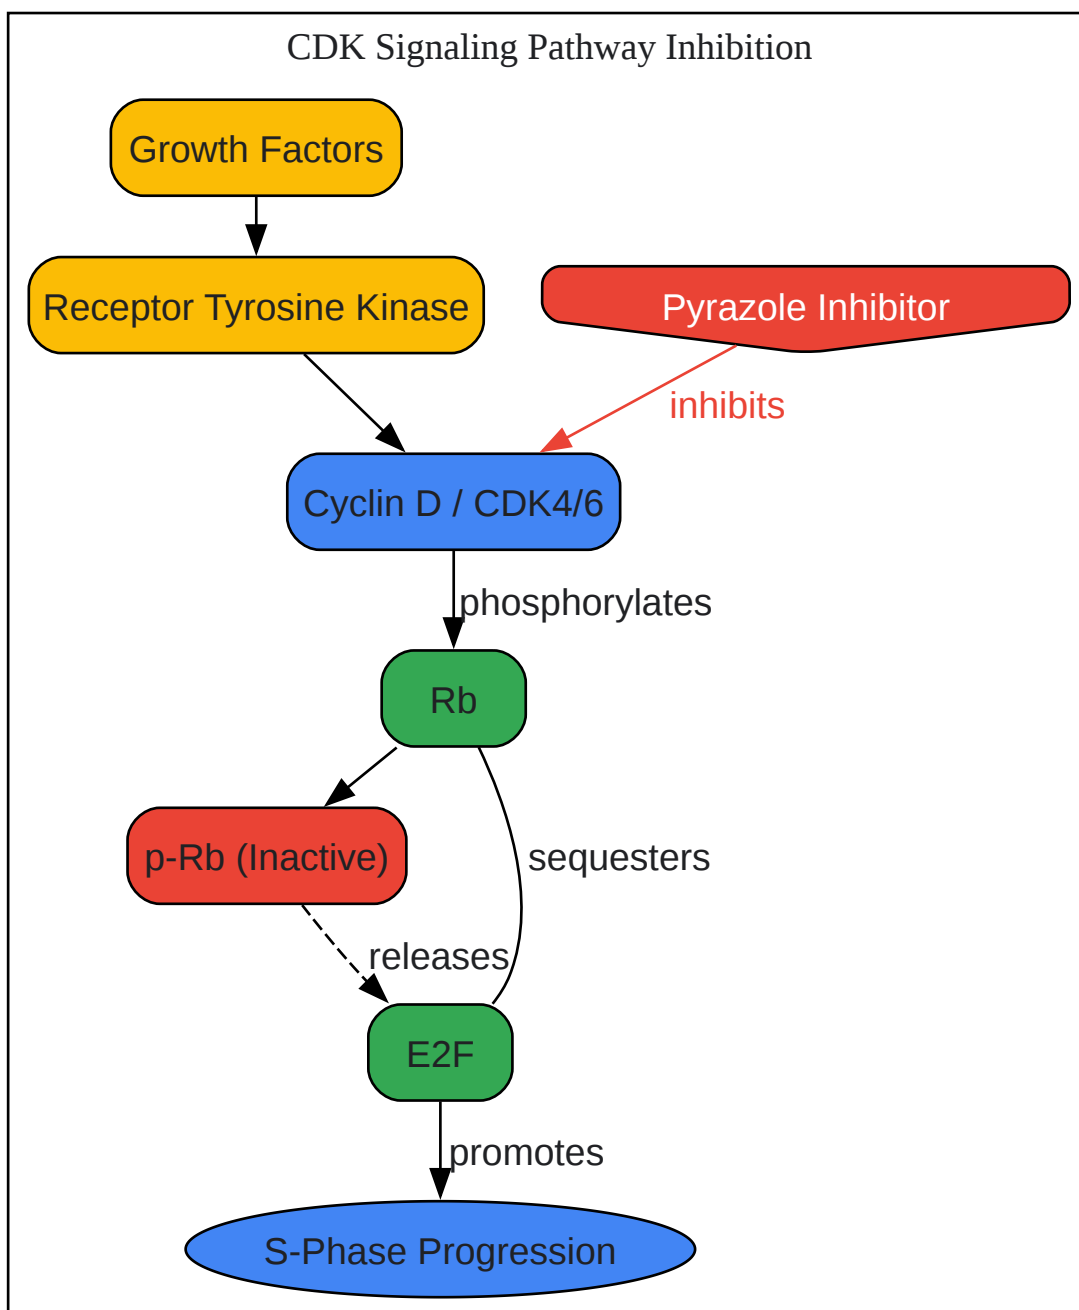 CDK Signaling Pathway Inhibition
Growth Factors
Receptor Tyrosine Kinase
Pyrazole Inhibitor
inhibits
Cyclin D / CDK4/6
phosphorylates
Rb
p-Rb (Inactive)
sequesters
releases
E2F
promotes
S-Phase Progression